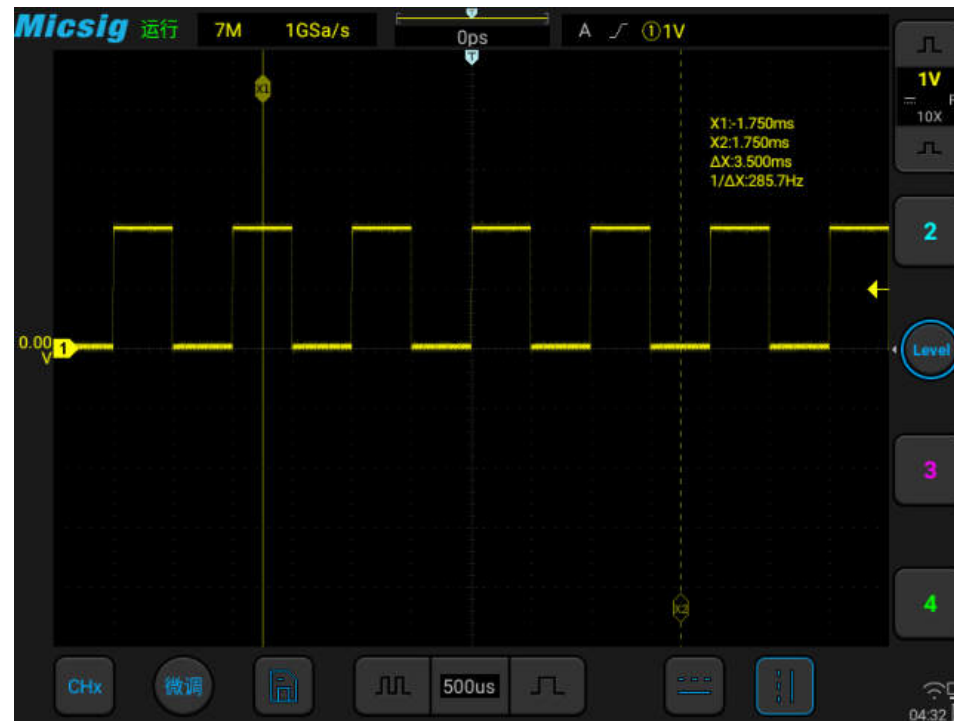 Micsig 运行 7M 1GSa/s 0ps A ①1V
T
T
X1
1V
10X
X1:-1.750ms
X2:1.750ms
ΔX:3.500ms
1/ΔX:285.7Hz
2
0.00
V
1
Level
3
X2
4
CHx 微调 500us
04:32